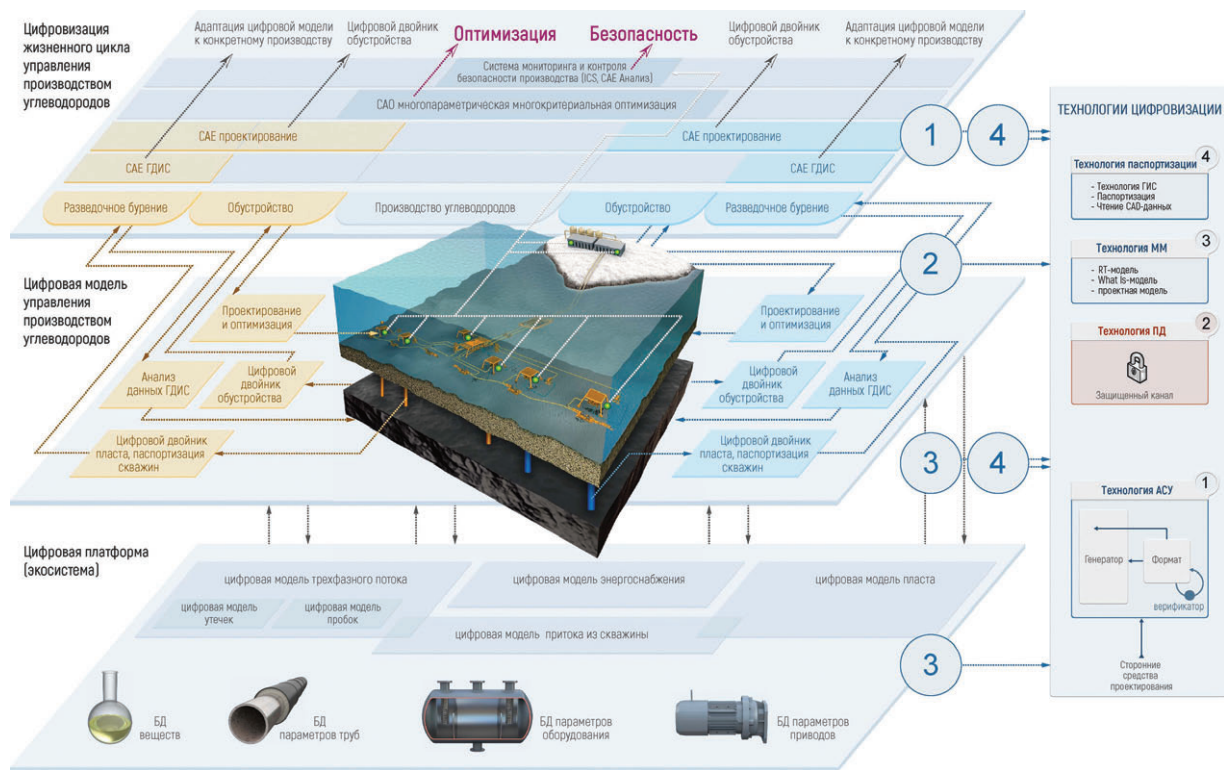 Цифровизация
жизненного цикла
управления
производством
углеводородов
Адаптация цифровой модели
к конкретному производству
Цифровой двойник
обустройства
Оптимизация
Безопасность
Цифровой двойник
обустройства
Адаптация цифровой модели
к конкретному производству
Система мониторинга и контроля
безопасности производства (ICS, CAE Анализ)
САО многопараметрическая многокритериальная оптимизация
CAE проектирование
CAE проектирование
CAE ГДИС
CAE ГДИС
Разведочное бурение
Обустройство
Производство углеводородов
Обустройство
Разведочное бурение
1
4
Цифровая модель
управления
производством
углеводородов
2
Проектирование
и оптимизация
Проектирование
и оптимизация
Анализ
данных ГДИС
Цифровой
двойник
обустройства
Цифровой
двойник
обустройства
Анализ
данных ГДИС
Цифровой двойник
пласта, паспортизация
скважин
Цифровой двойник
пласта, паспортизация
скважин
3
4
Цифровая платформа
(экосистема)
цифровая модель трехфазного потока
цифровая модель энергоснабжения
цифровая модель пласта
цифровая модель
утечек
цифровая модель
пробок
цифровая модель притока из скважины
3
БД
веществ
БД
параметров труб
БД параметров
оборудования
БД параметров
приводов
ТЕХНОЛОГИИ ЦИФРОВИЗАЦИИ
4
Технология паспортизации
- Технология ГИС
- Паспортизация
- Чтение CAD-данных
3
Технология ММ
- RT-модель
- What Is-модель
- проектная модель
2
Технология ПД
Защищенный канал
1
Технология АСУ
Генератор
Формат
верификатор
Сторонние
средства
проектирования